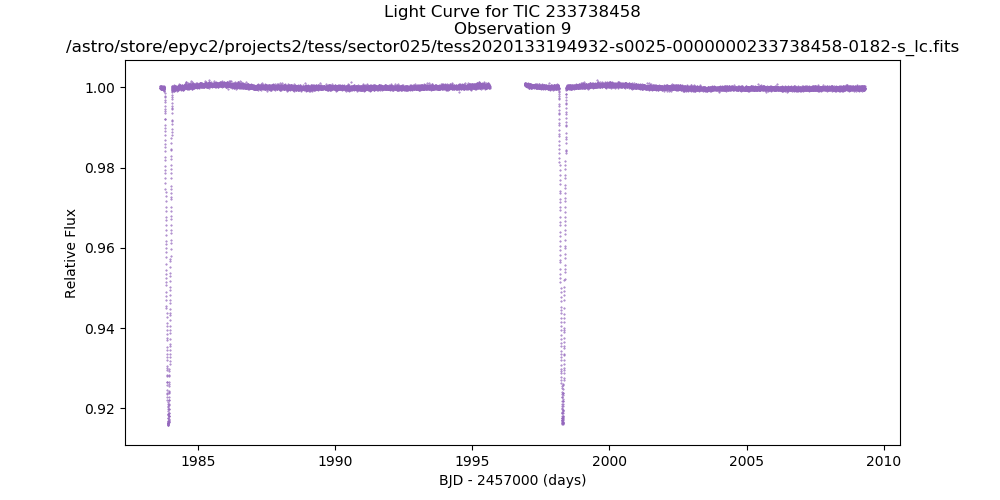 Light Curve for TIC 233738458
Observation 9
/astro/store/epyc2/projects2/tess/sector025/tess2020133194932-s0025-0000000233738458-0182-s_lc.fits
1.00
0.98
0.96
0.94
0.92
Relative Flux
1985
1990
1995
2000
2005
2010
BJD - 2457000 (days)